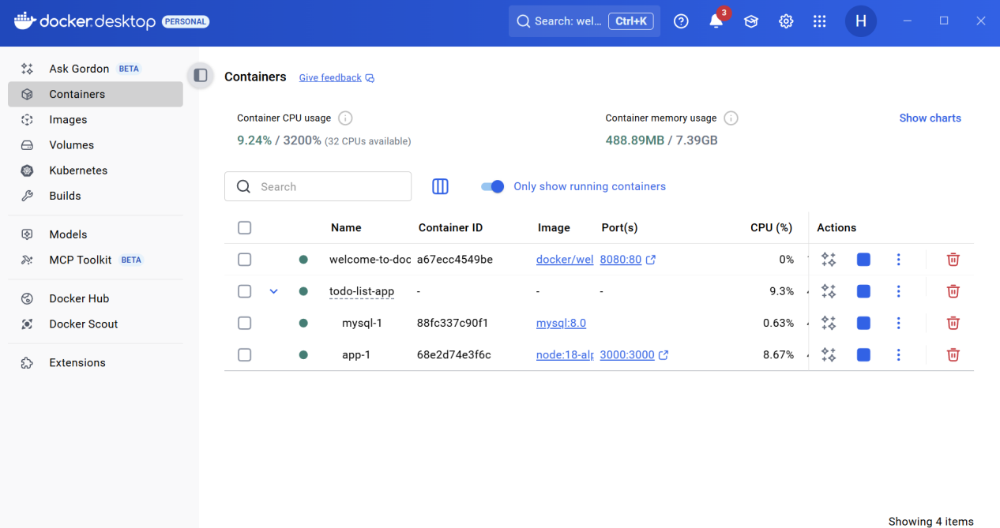 docker.desktop PERSONAL Search: wel... Ctrl+K 3 H
Ask Gordon BETA
Containers
Images
Volumes
Kubernetes
Builds
Models
MCP Toolkit BETA
Docker Hub
Docker Scout
Extensions
Containers Give feedback
Container CPU usage
9.24% / 3200% (32 CPUs available)
Container memory usage
488.89MB / 7.39GB
Show charts
Search Only show running containers
Name Container ID Image Port(s) CPU (%) Actions
welcome-to-doc a67ecc4549be docker/wel 8080:80 0%
todo-list-app - - - 9.3%
mysql-1 88fc337c90f1 mysql:8.0 0.63%
app-1 68e2d74e3f6c node:18-alp 3000:3000 8.67%
Showing 4 items